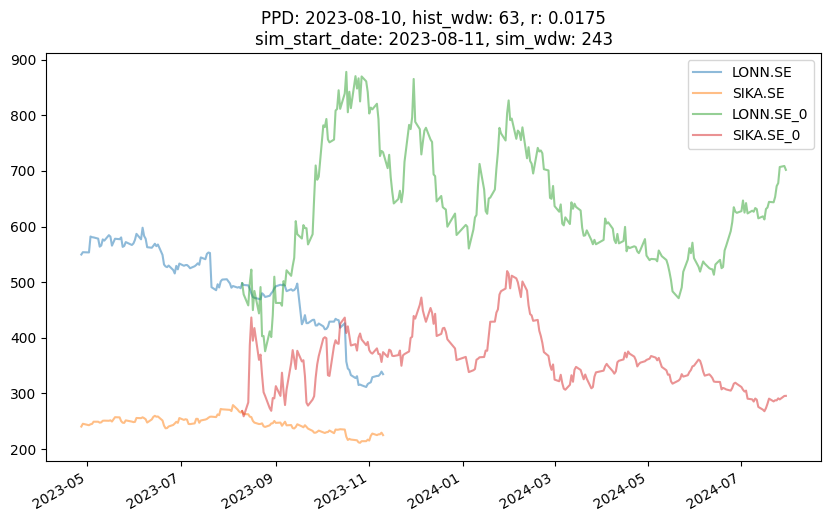 PPD: 2023-08-10, hist_wdw: 63, r: 0.0175
sim_start_date: 2023-08-11, sim_wdw: 243
900
800
700
600
500
400
300
200
LONN.SE
SIKA.SE
LONN.SE_0
SIKA.SE_0
2023-05
2023-07
2023-09
2023-11
2024-01
2024-03
2024-05
2024-07